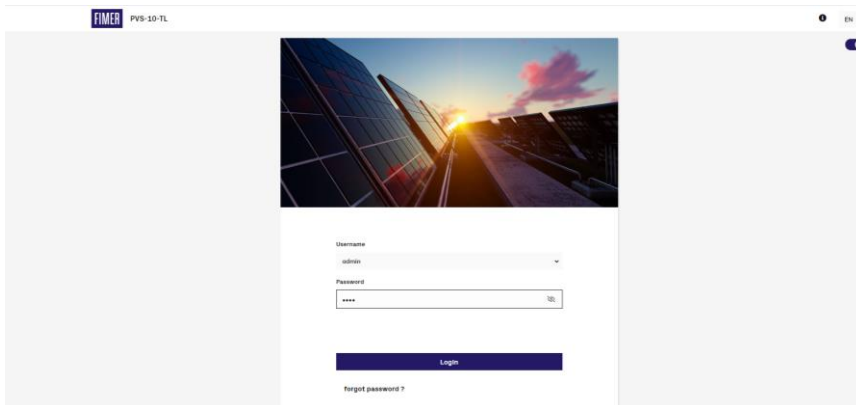 FIMER PVS-10-TL
EN
Username
admin
Password
••••
Login
forgot password ?